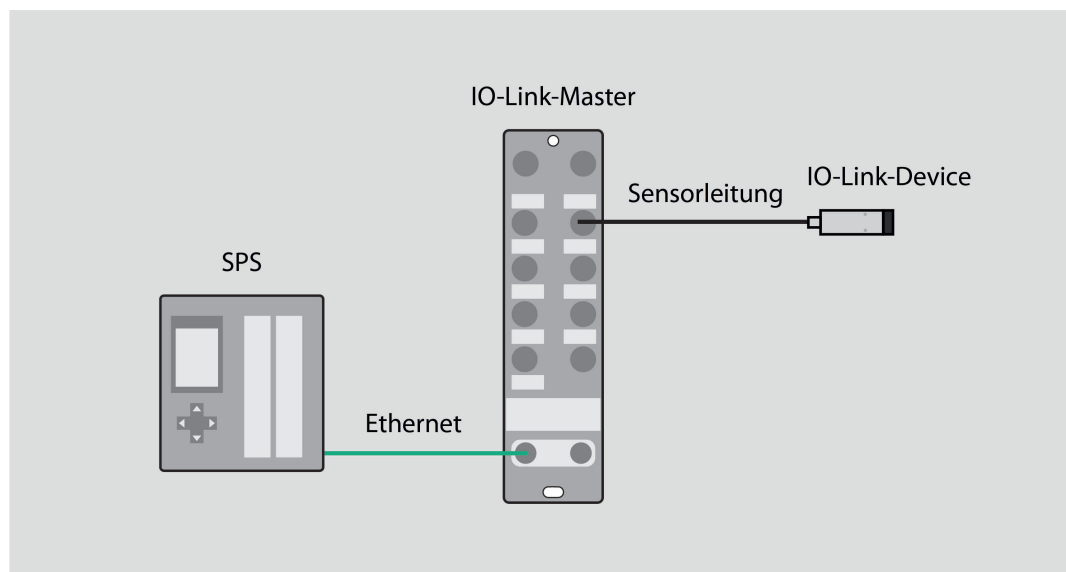 IO-Link-Master
Sensorleitung
IO-Link-Device
SPS
Ethernet